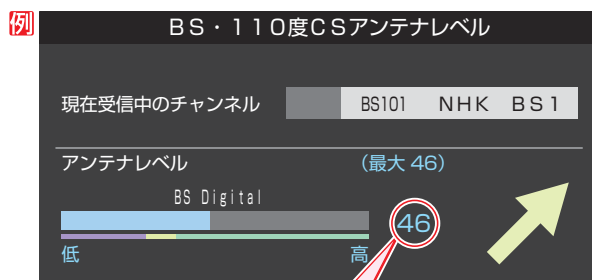 例
BS・110度CSアンテナレベル
現在受信中のチャンネル BS101 NHK BS1
アンテナレベル (最大 46)
BS Digital
46
低 高